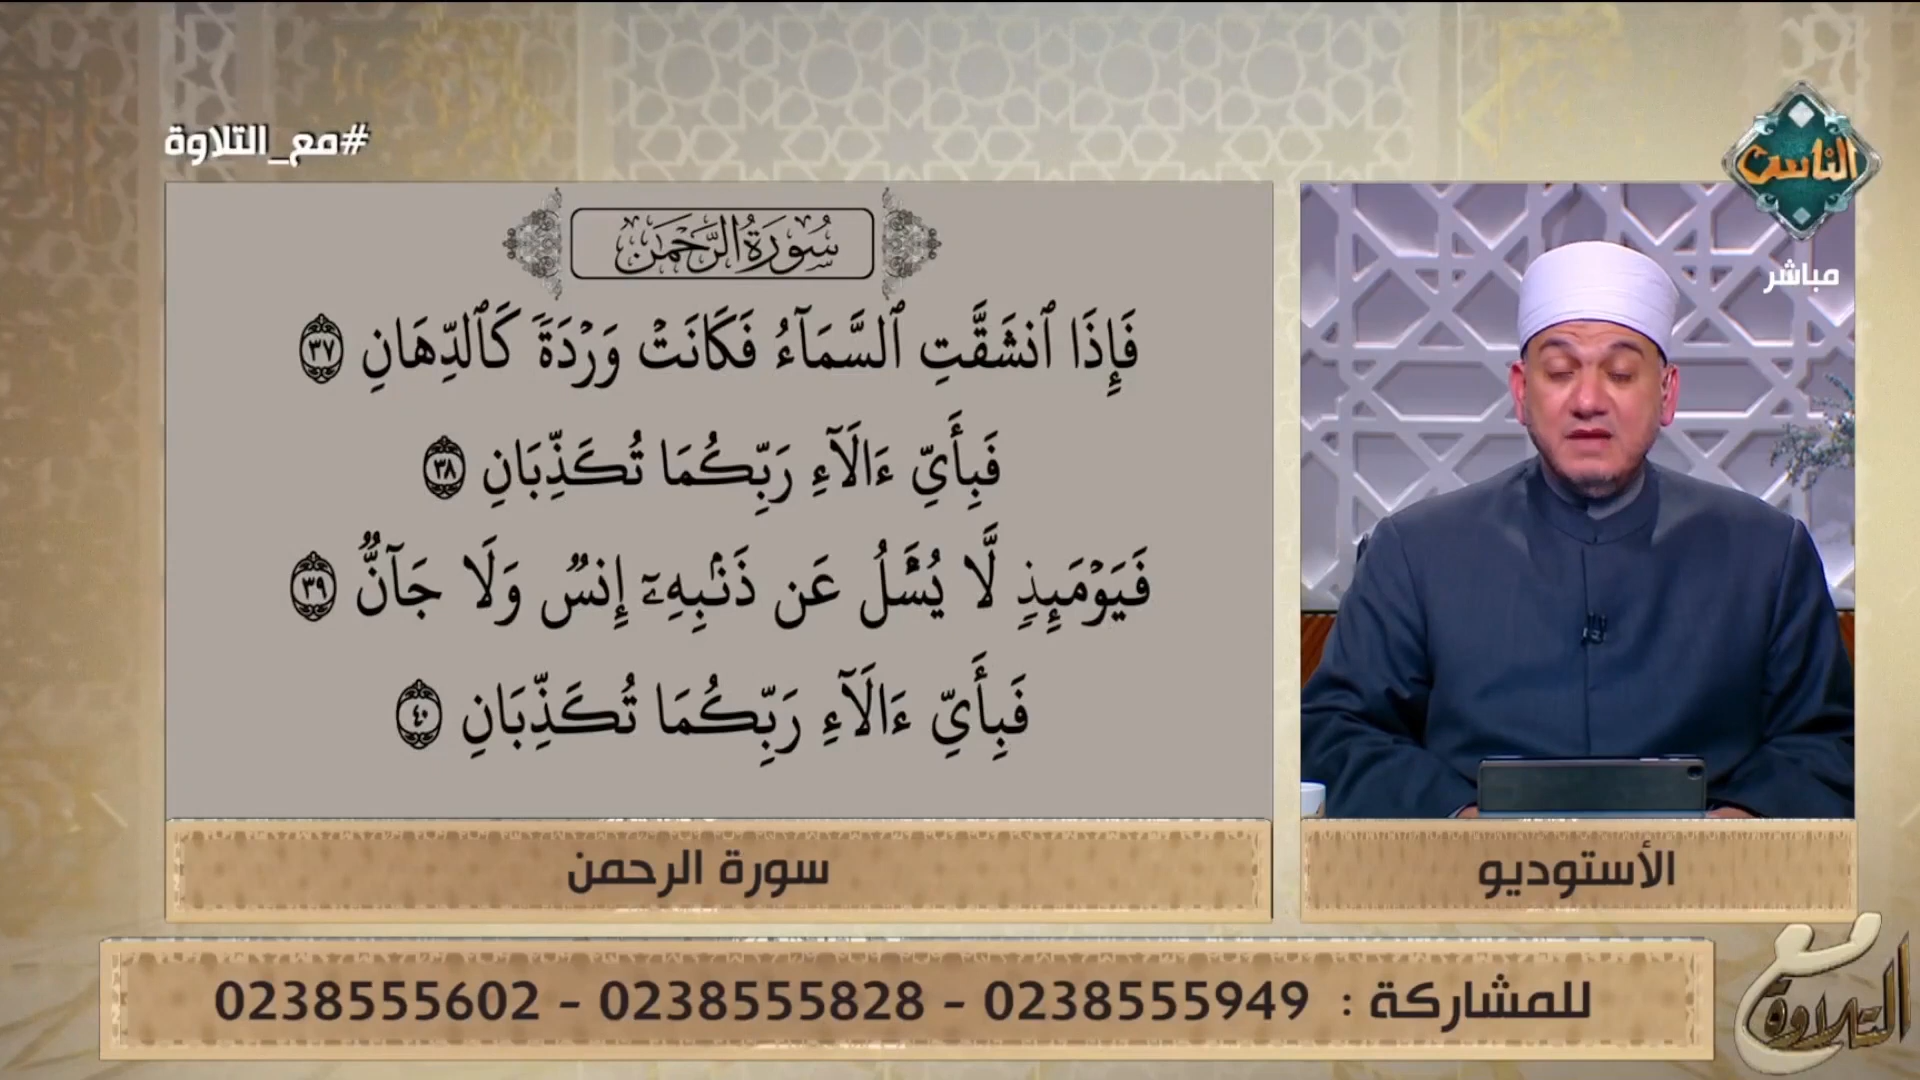 #مع_التلاوة
الناس
مباشر
سُورَةُ الرَّحْمَٰن
فَإِذَا ٱنشَقَّتِ ٱلسَّمَآءُ فَكَانَتْ وَرْدَةً كَٱلدِّهَانِ ٣٧
فَبِأَيِّ ءَالَآءِ رَبِّكُمَا تُكَذِّبَانِ ٣٨
فَيَوْمَئِذٍ لَّا يُسْـَٔلُ عَن ذَنۢبِهِۦٓ إِنسٌ وَلَا جَآنٌّ ٣٩
فَبِأَيِّ ءَالَآءِ رَبِّكُمَا تُكَذِّبَانِ ٤٠
سورة الرحمن
الأستوديو
للمشاركة : 0238555949 - 0238555828 - 0238555602
مع التلاوة